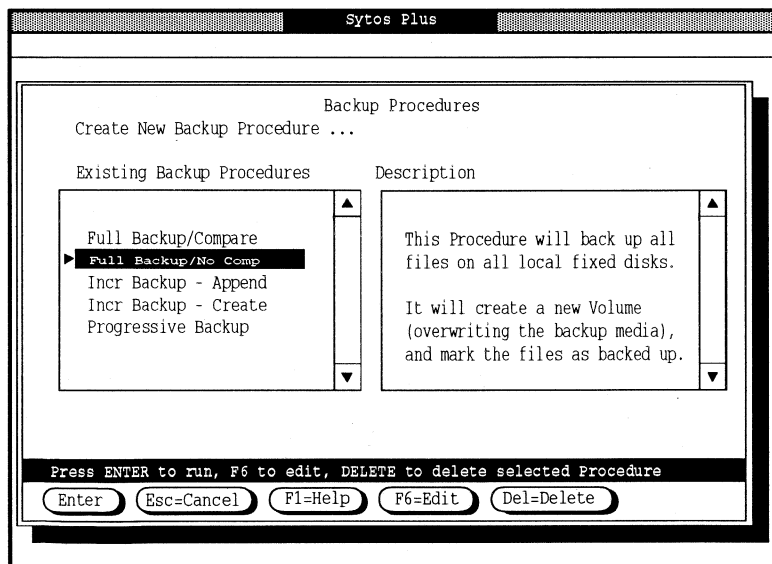 Sytos Plus
Backup Procedures
Create New Backup Procedure ...
Existing Backup Procedures
Full Backup/Compare
Full Backup/No Comp
Incr Backup - Append
Incr Backup - Create
Progressive Backup
Description
This Procedure will back up all
files on all local fixed disks.
It will create a new Volume
(overwriting the backup media),
and mark the files as backed up.
Press ENTER to run, F6 to edit, DELETE to delete selected Procedure
Enter Esc=Cancel F1=Help F6=Edit Del=Delete